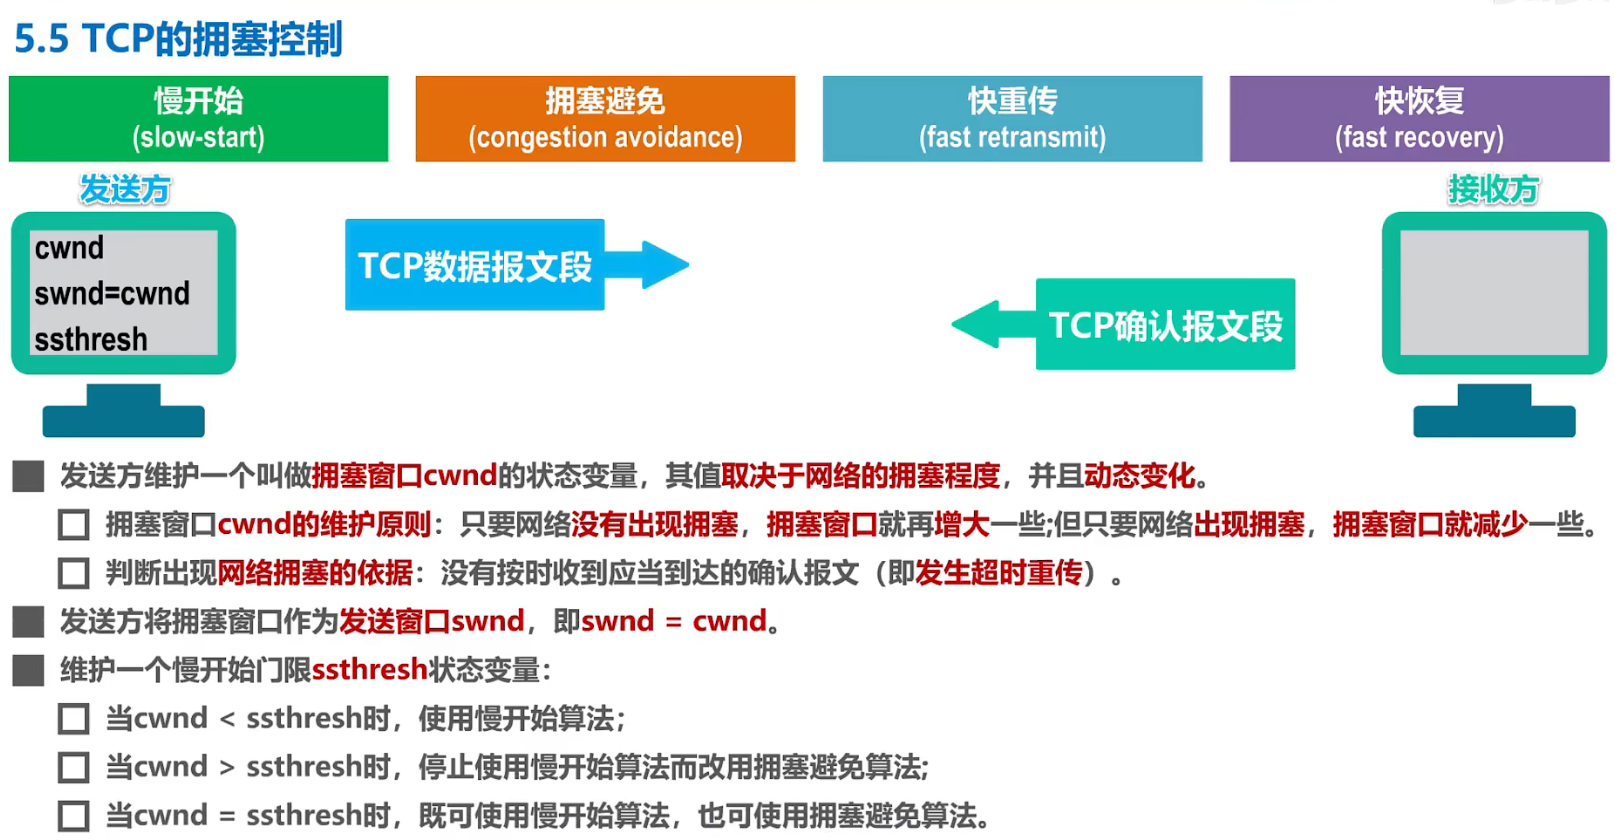 5.5 TCP的拥塞控制
慢开始
(slow-start)
拥塞避免
(congestion avoidance)
快重传
(fast retransmit)
快恢复
(fast recovery)
发送方
接收方
cwnd
swnd=cwnd
ssthresh
TCP数据报文段
TCP确认报文段
发送方维护一个叫做拥塞窗口cwnd的状态变量，其值取决于网络的拥塞程度，并且动态变化。
拥塞窗口cwnd的维护原则：只要网络没有出现拥塞，拥塞窗口就再增大一些;但只要网络出现拥塞，拥塞窗口就减少一些。
判断出现网络拥塞的依据：没有按时收到应当到达的确认报文（即发生超时重传）。
发送方将拥塞窗口作为发送窗口swnd，即swnd = cwnd。
维护一个慢开始门限ssthresh状态变量：
当cwnd < ssthresh时，使用慢开始算法；
当cwnd > ssthresh时，停止使用慢开始算法而改用拥塞避免算法;
当cwnd = ssthresh时，既可使用慢开始算法，也可使用拥塞避免算法。